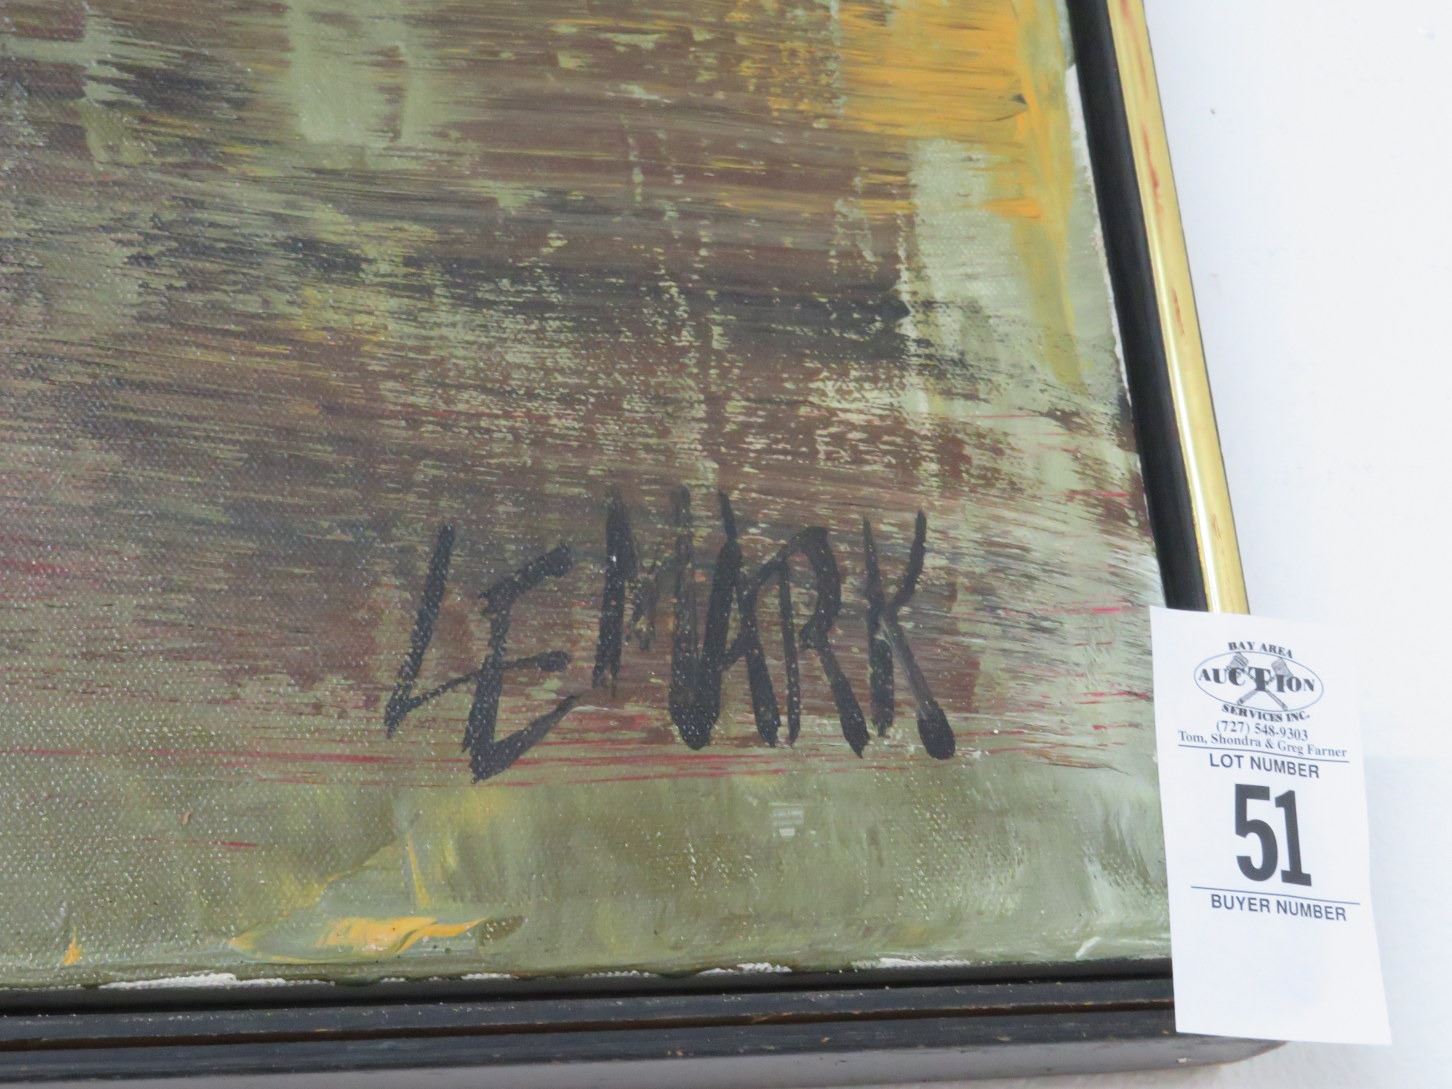 LEMARK
BAY AREA
AUCTION
SERVICES INC.
(727) 548-9303
Tom, Shondra & Greg Farner
LOT NUMBER
51
BUYER NUMBER